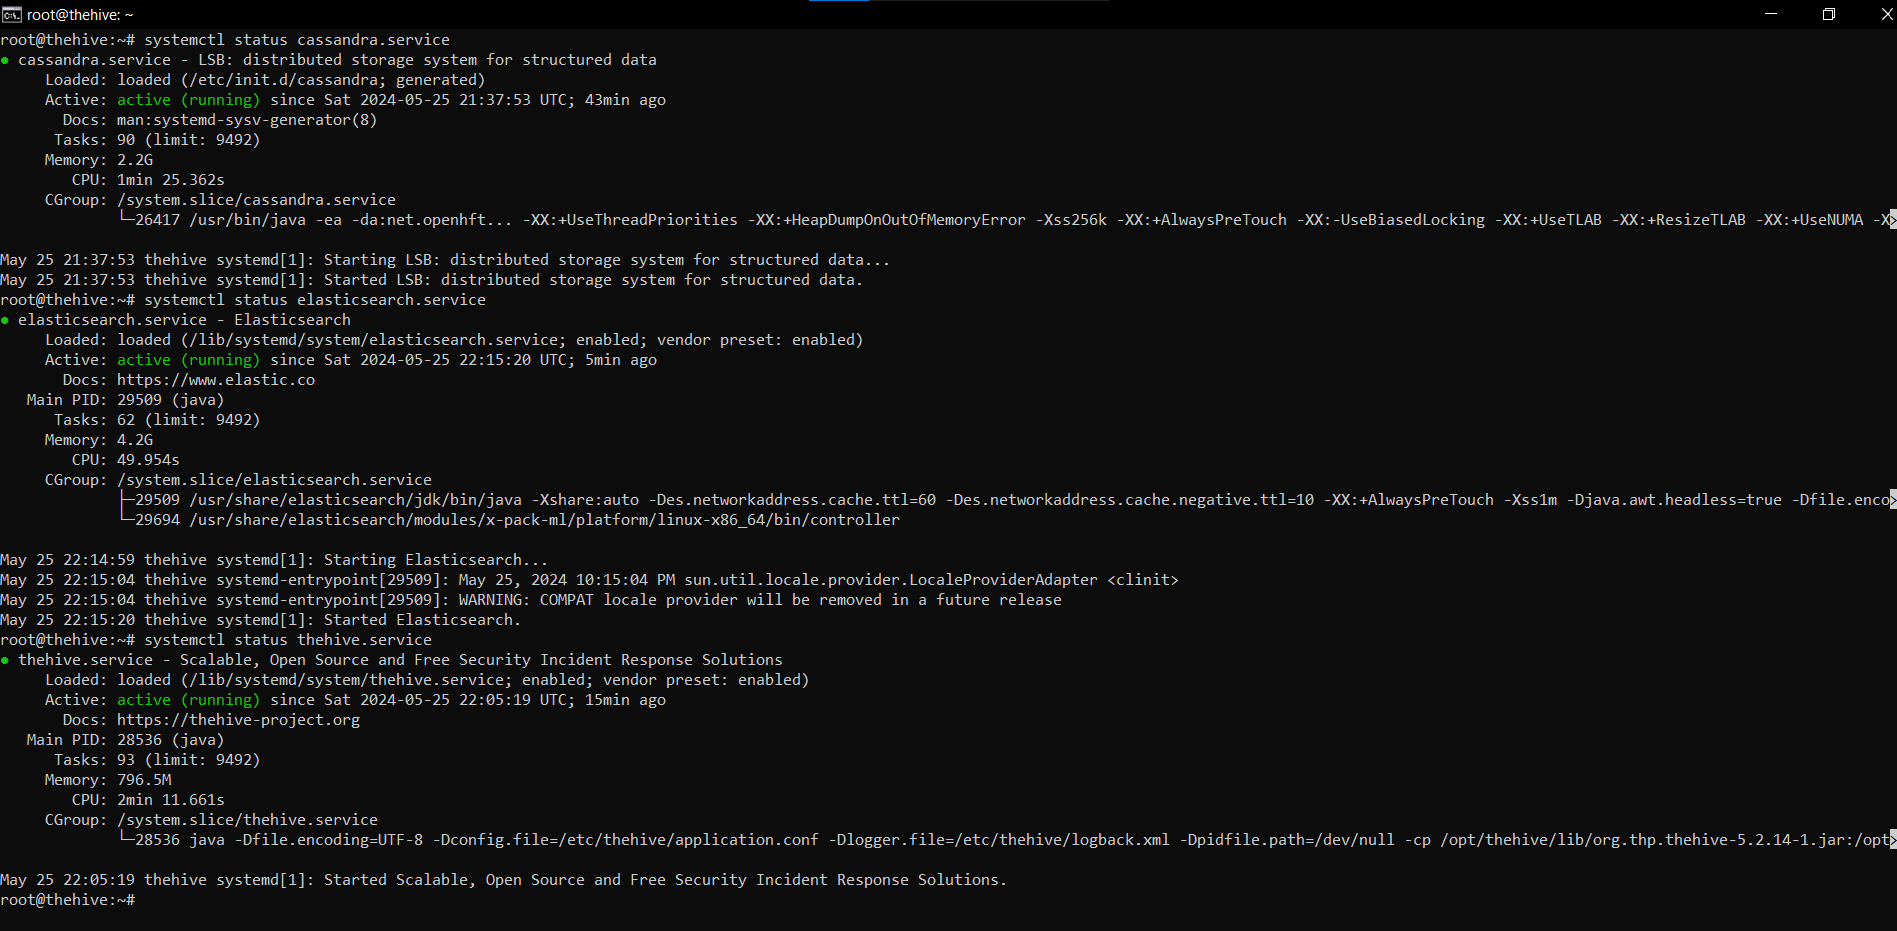 root@thehive: ~
root@thehive:~# systemctl status cassandra.service
● cassandra.service - LSB: distributed storage system for structured data
     Loaded: loaded (/etc/init.d/cassandra; generated)
     Active: active (running) since Sat 2024-05-25 21:37:53 UTC; 43min ago
       Docs: man:systemd-sysv-generator(8)
      Tasks: 90 (limit: 9492)
     Memory: 2.2G
        CPU: 1min 25.362s
     CGroup: /system.slice/cassandra.service
             └─26417 /usr/bin/java -ea -da:net.openhft... -XX:+UseThreadPriorities -XX:+HeapDumpOnOutOfMemoryError -Xss256k -XX:+AlwaysPreTouch -XX:-UseBiasedLocking -XX:+UseTLAB -XX:+ResizeTLAB -XX:+UseNUMA -X>
May 25 21:37:53 thehive systemd[1]: Starting LSB: distributed storage system for structured data...
May 25 21:37:53 thehive systemd[1]: Started LSB: distributed storage system for structured data.
root@thehive:~# systemctl status elasticsearch.service
● elasticsearch.service - Elasticsearch
     Loaded: loaded (/lib/systemd/system/elasticsearch.service; enabled; vendor preset: enabled)
     Active: active (running) since Sat 2024-05-25 22:15:20 UTC; 5min ago
       Docs: https://www.elastic.co
   Main PID: 29509 (java)
      Tasks: 62 (limit: 9492)
     Memory: 4.2G
        CPU: 49.954s
     CGroup: /system.slice/elasticsearch.service
             ├─29509 /usr/share/elasticsearch/jdk/bin/java -Xshare:auto -Des.networkaddress.cache.ttl=60 -Des.networkaddress.cache.negative.ttl=10 -XX:+AlwaysPreTouch -Xss1m -Djava.awt.headless=true -Dfile.enco>
             └─29694 /usr/share/elasticsearch/modules/x-pack-ml/platform/linux-x86_64/bin/controller
May 25 22:14:59 thehive systemd[1]: Starting Elasticsearch...
May 25 22:15:04 thehive systemd-entrypoint[29509]: May 25, 2024 10:15:04 PM sun.util.locale.provider.LocaleProviderAdapter <clinit>
May 25 22:15:04 thehive systemd-entrypoint[29509]: WARNING: COMPAT locale provider will be removed in a future release
May 25 22:15:20 thehive systemd[1]: Started Elasticsearch.
root@thehive:~# systemctl status thehive.service
● thehive.service - Scalable, Open Source and Free Security Incident Response Solutions
     Loaded: loaded (/lib/systemd/system/thehive.service; enabled; vendor preset: enabled)
     Active: active (running) since Sat 2024-05-25 22:05:19 UTC; 15min ago
       Docs: https://thehive-project.org
   Main PID: 28536 (java)
      Tasks: 93 (limit: 9492)
     Memory: 796.5M
        CPU: 2min 11.661s
     CGroup: /system.slice/thehive.service
             └─28536 java -Dfile.encoding=UTF-8 -Dconfig.file=/etc/thehive/application.conf -Dlogger.file=/etc/thehive/logback.xml -Dpidfile.path=/dev/null -cp /opt/thehive/lib/org.thp.thehive-5.2.14-1.jar:/opt>
May 25 22:05:19 thehive systemd[1]: Started Scalable, Open Source and Free Security Incident Response Solutions.
root@thehive:~#